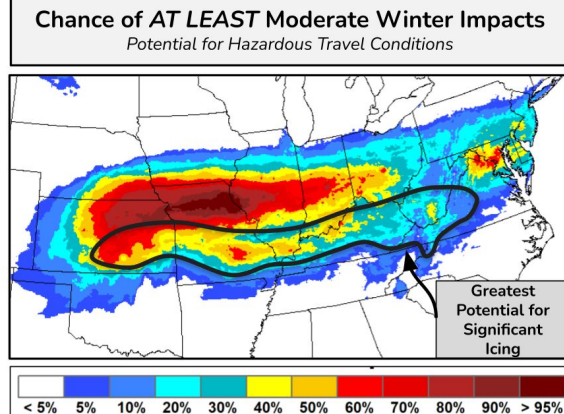 Chance of AT LEAST Moderate Winter Impacts
Potential for Hazardous Travel Conditions
Greatest
Potential for
Significant
Icing
< 5% 5% 10% 20% 30% 40% 50% 60% 70% 80% 90% > 95%